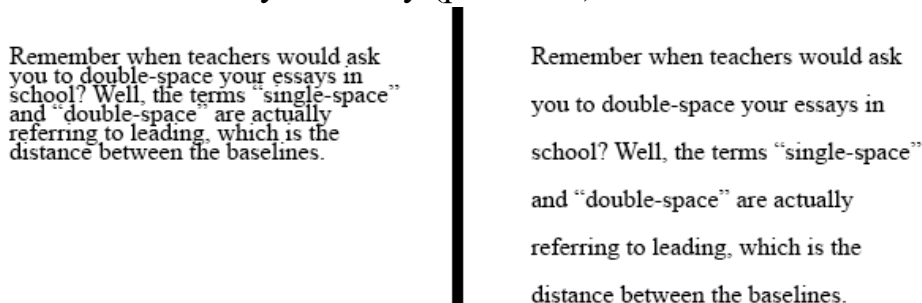 Remember when teachers would ask
you to double-space your essays in
school? Well, the terms “single-space”
and “double-space” are actually
referring to leading, which is the
distance between the baselines.
Remember when teachers would ask
you to double-space your essays in
school? Well, the terms “single-space”
and “double-space” are actually
referring to leading, which is the
distance between the baselines.